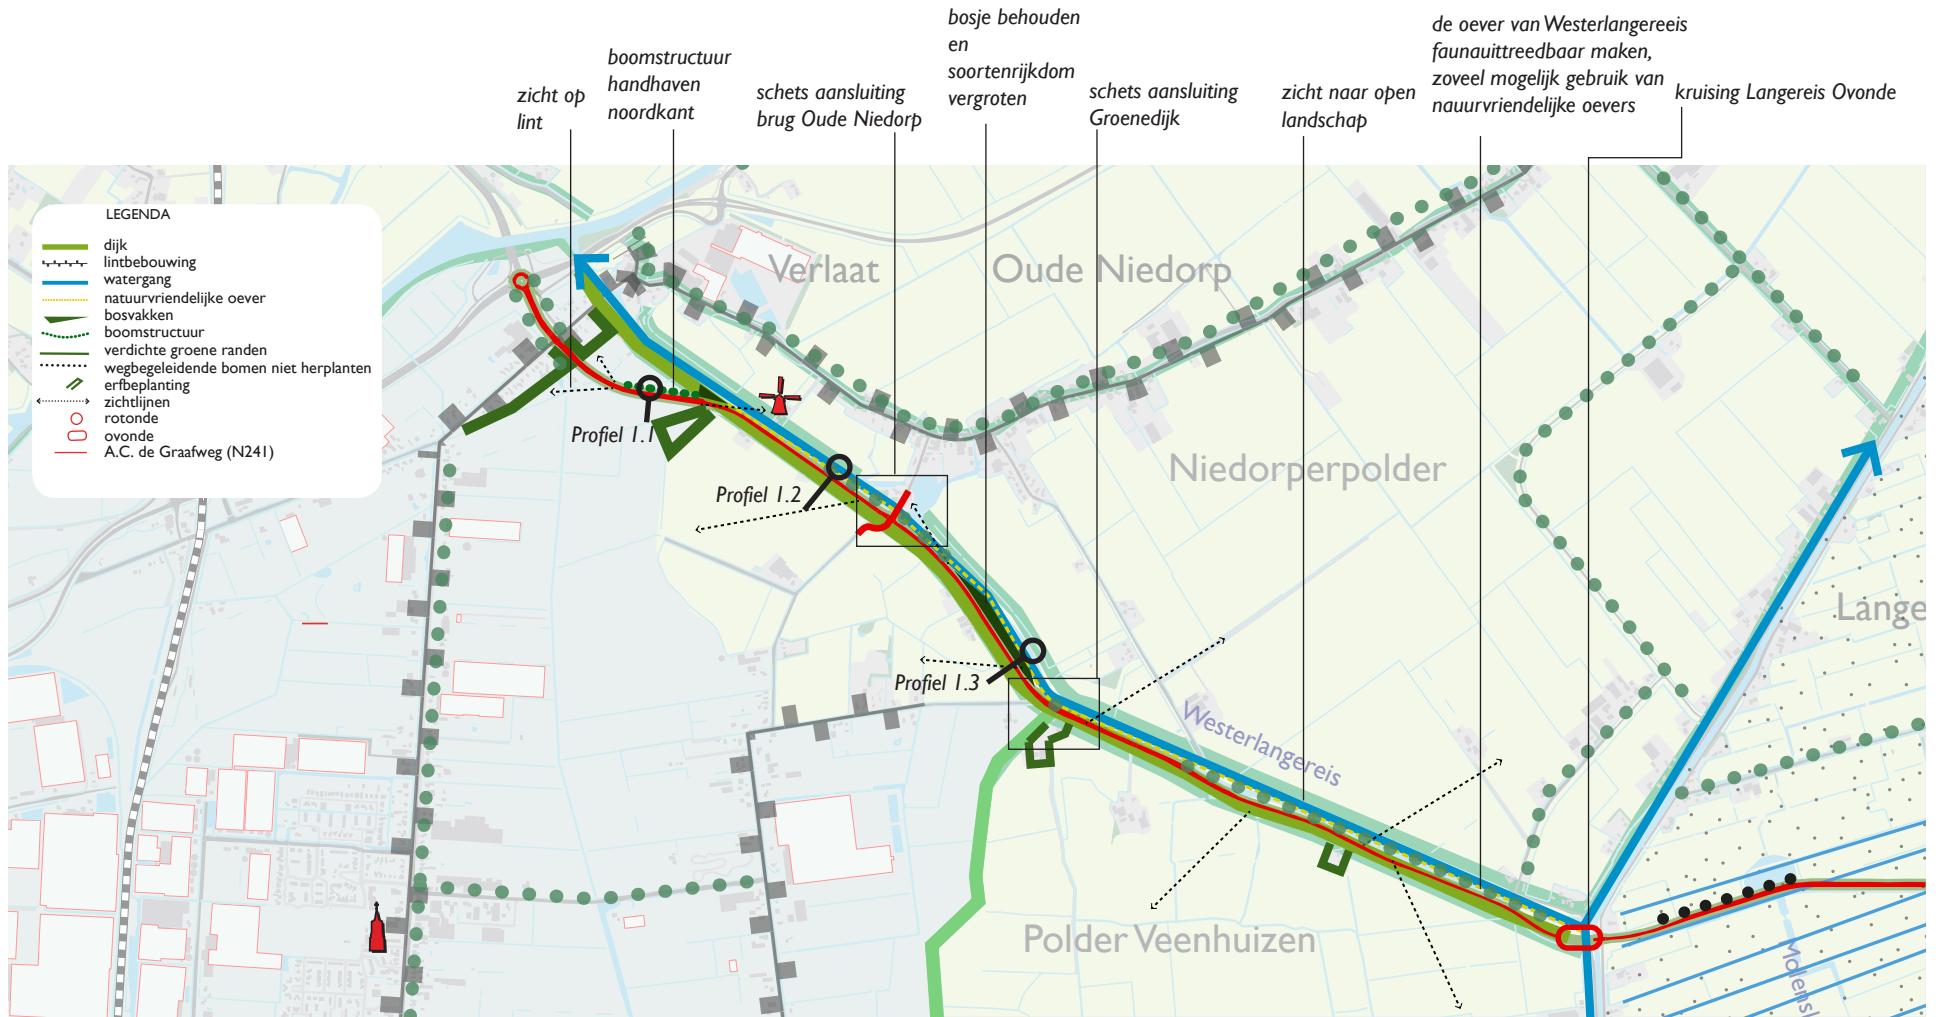 zicht op
lint
boomstructuur
handhaven
noordkant
schets aansluiting
brug Oude Niedorp
bosje behouden
en
soortenrijkdom
vergroten
schets aansluiting
Groenedijk
zicht naar open
landschap
de oever van Westerlangereeis
faunauittreedbaar maken,
zoveel mogelijk gebruik van
nauurvriendelijke oevers
kruising Langereis Ovonde
LEGENDA
dijk
lintbebouwing
watergang
natuurvriendelijke oever
bosvakken
boomstructuur
verdichte groene randen
wegbegeleidende bomen niet herplanten
erfbeplanting
zichtlijnen
rotonde
ovonde
A.C. de Graafweg (N241)
Verlaat
Oude Niedorp
Niedorperpolder
Lange
Profiel 1.1
Profiel 1.2
Profiel 1.3
Westerlangereis
Polder Veenhuizen
Molensl